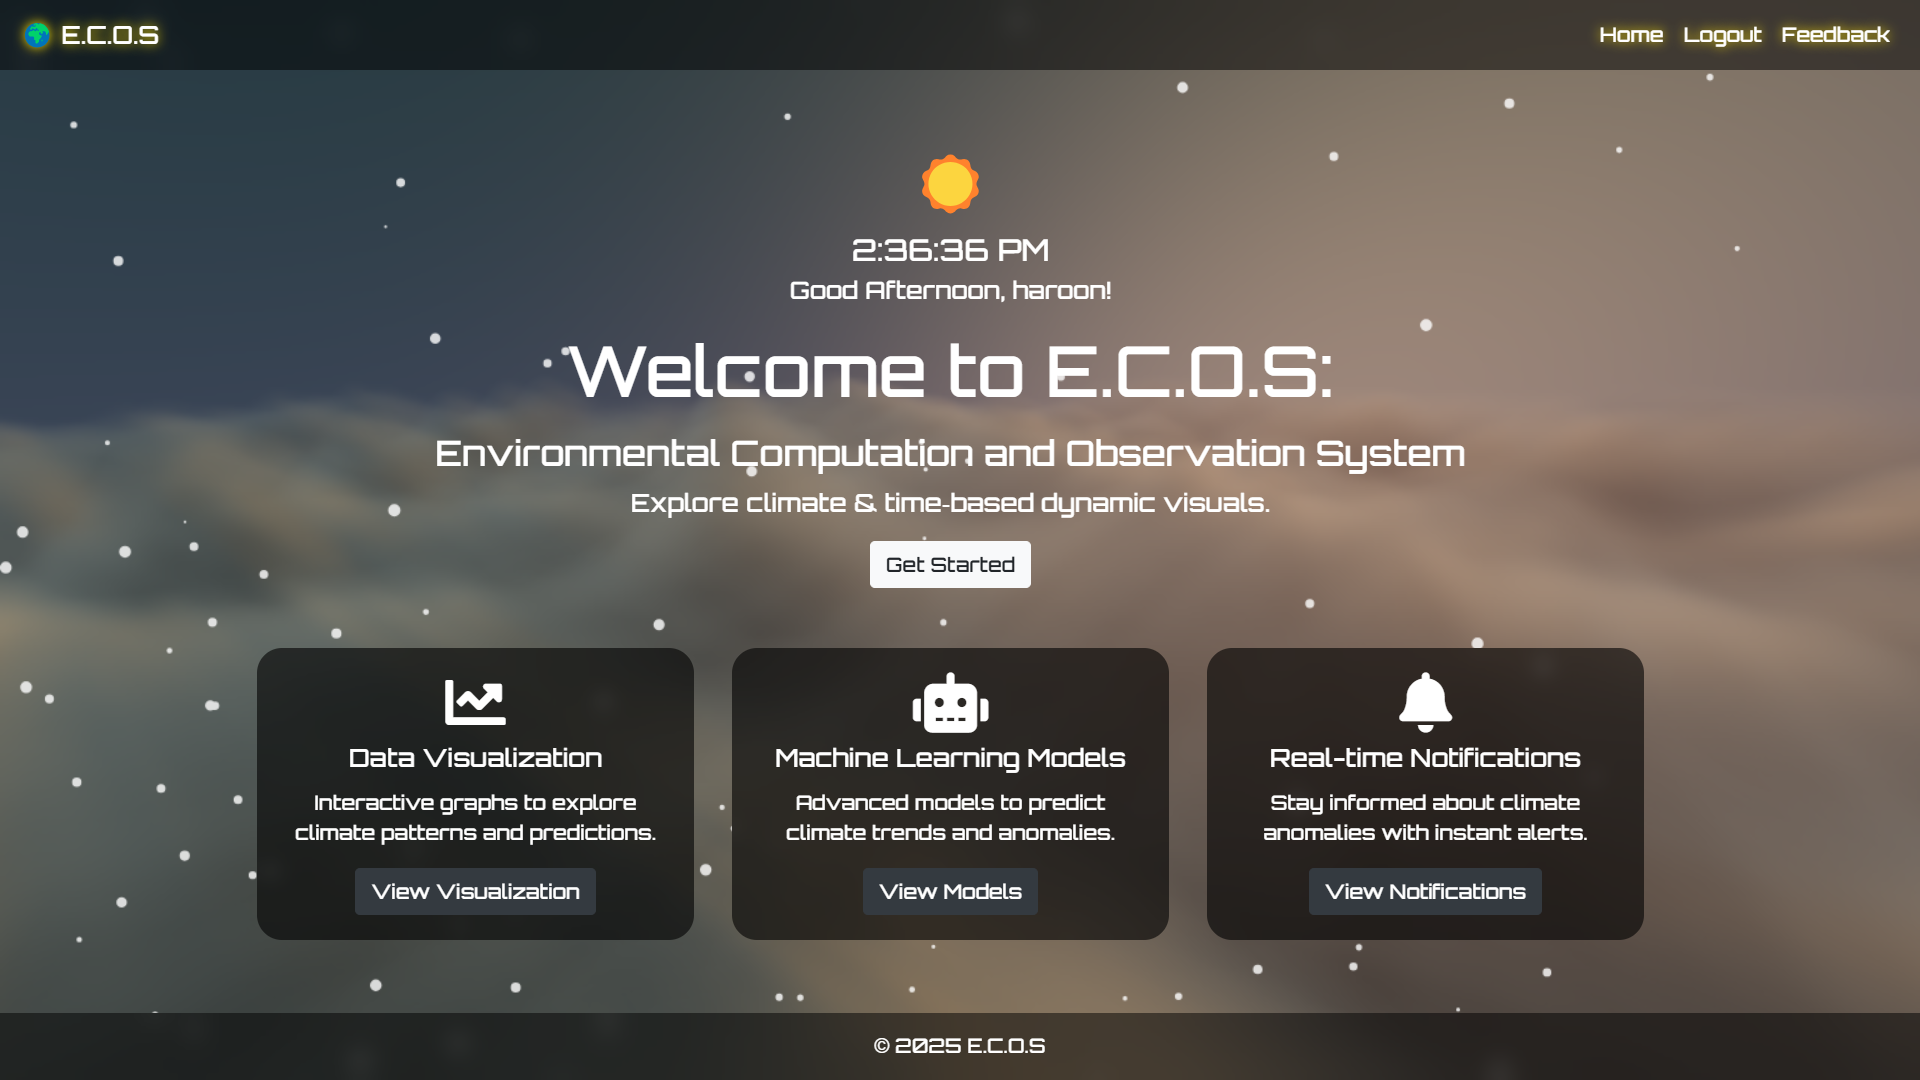 E.C.O.S
Home Logout Feedback
2:36:36 PM
Good Afternoon, haroon!
Welcome to E.C.O.S:
Environmental Computation and Observation System
Explore climate & time-based dynamic visuals.
Get Started
Data Visualization
Interactive graphs to explore
climate patterns and predictions.
View Visualization
Machine Learning Models
Advanced models to predict
climate trends and anomalies.
View Models
Real-time Notifications
Stay informed about climate
anomalies with instant alerts.
View Notifications
© 2025 E.C.O.S